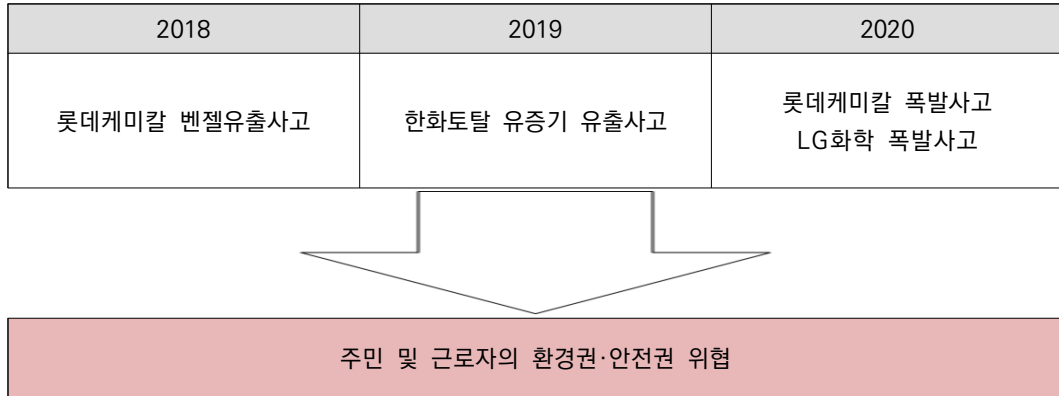 2018
2019
2020
롯데케미칼 벤젤유출사고
한화토탈 유증기 유출사고
롯데케미칼 폭발사고
LG화학 폭발사고
주민 및 근로자의 환경권·안전권 위협